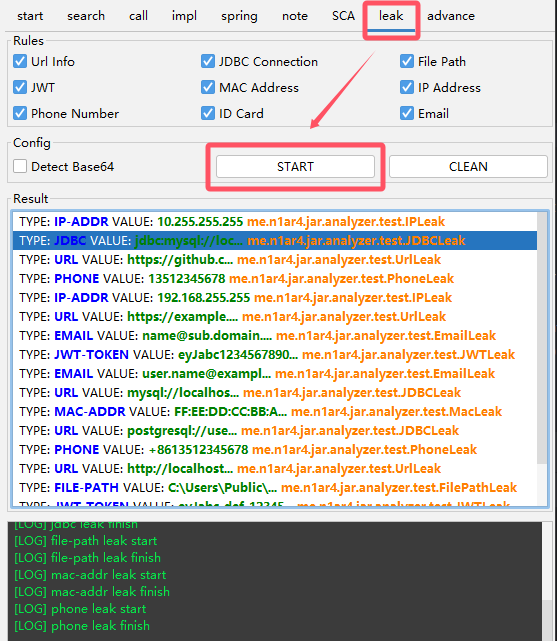 start search call impl spring note SCA leak advance
Rules
Url Info JDBC Connection File Path
JWT MAC Address IP Address
Phone Number ID Card Email
Config
Detect Base64 START CLEAN
Result
TYPE: IP-ADDR VALUE: 10.255.255.255 me.n1ar4.jar.analyzer.test.IPLeak
TYPE: JDBC VALUE: jdbc:mysql://loc... me.n1ar4.jar.analyzer.test.JDBCLeak
TYPE: URL VALUE: https://github.c... me.n1ar4.jar.analyzer.test.UrlLeak
TYPE: PHONE VALUE: 13512345678 me.n1ar4.jar.analyzer.test.PhoneLeak
TYPE: IP-ADDR VALUE: 192.168.255.255 me.n1ar4.jar.analyzer.test.IPLeak
TYPE: URL VALUE: https://example.... me.n1ar4.jar.analyzer.test.UrlLeak
TYPE: EMAIL VALUE: name@sub.domain.... me.n1ar4.jar.analyzer.test.EmailLeak
TYPE: JWT-TOKEN VALUE: eyJabc1234567890... me.n1ar4.jar.analyzer.test.JWTLeak
TYPE: EMAIL VALUE: user.name@exampl... me.n1ar4.jar.analyzer.test.EmailLeak
TYPE: URL VALUE: mysql://localhos... me.n1ar4.jar.analyzer.test.JDBCLeak
TYPE: MAC-ADDR VALUE: FF:EE:DD:CC:BB:A... me.n1ar4.jar.analyzer.test.MacLeak
TYPE: URL VALUE: postgresql://use... me.n1ar4.jar.analyzer.test.JDBCLeak
TYPE: PHONE VALUE: +8613512345678 me.n1ar4.jar.analyzer.test.PhoneLeak
TYPE: URL VALUE: http://localhost... me.n1ar4.jar.analyzer.test.UrlLeak
TYPE: FILE-PATH VALUE: C:\Users\Public\... me.n1ar4.jar.analyzer.test.FilePathLeak
TYPE: JWT-TOKEN VALUE: eyJabc_def_12345... me.n1ar4.jar.analyzer.test.JWTLeak
[LOG] jdbc leak finish
[LOG] file-path leak start
[LOG] file-path leak finish
[LOG] mac-addr leak start
[LOG] mac-addr leak finish
[LOG] phone leak start
[LOG] phone leak finish